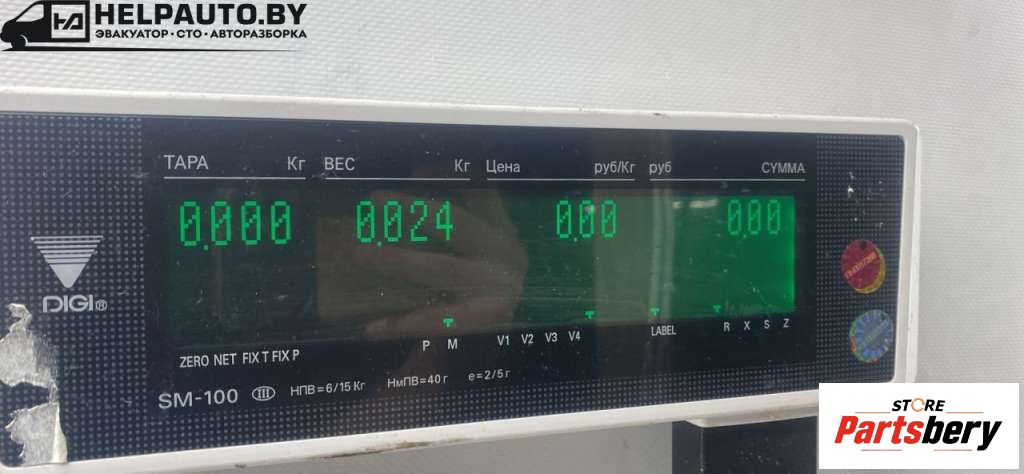 HELPAUTO.BY
ЭВАКУАТОР · СТО · АВТОРАЗБОРКА
ТАРА Кг ВЕС Кг Цена руб/Кг руб СУММА
0.000 0.024 0.00 0.00
DIGI®
P M V1 V2 V3 V4 LABEL R X S Z
ZERO NET FIX T FIX P
SM-100 III НПВ=6/15 Кг НмПВ=40 г e=2/5 г
STORE
Partsbery